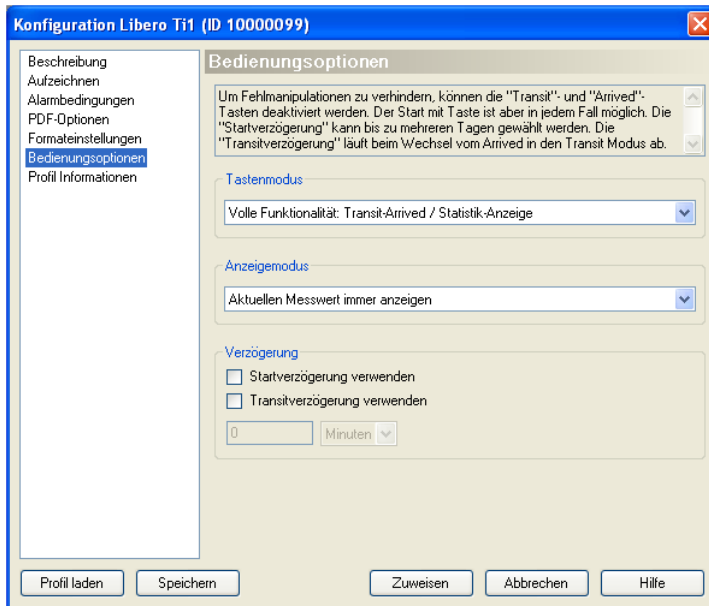 Konfiguration Libero Ti1 (ID 10000099)
Beschreibung
Aufzeichnen
Alarmbedingungen
PDF-Optionen
Formateinstellungen
Bedienungsoptionen
Profil Informationen
Bedienungsoptionen
Um Fehlmanipulationen zu verhindern, können die "Transit"- und "Arrived"-
Tasten deaktiviert werden. Der Start mit Taste ist aber in jedem Fall möglich. Die
"Startverzögerung" kann bis zu mehreren Tagen gewählt werden. Die
"Transitverzögerung" läuft beim Wechsel vom Arrived in den Transit Modus ab.
Tastenmodus
Volle Funktionalität: Transit-Arrived / Statistik-Anzeige
Anzeigemodus
Aktuellen Messwert immer anzeigen
Verzögerung
Startverzögerung verwenden
Transitverzögerung verwenden
0 Minuten
Profil laden Speichern Zuweisen Abbrechen Hilfe